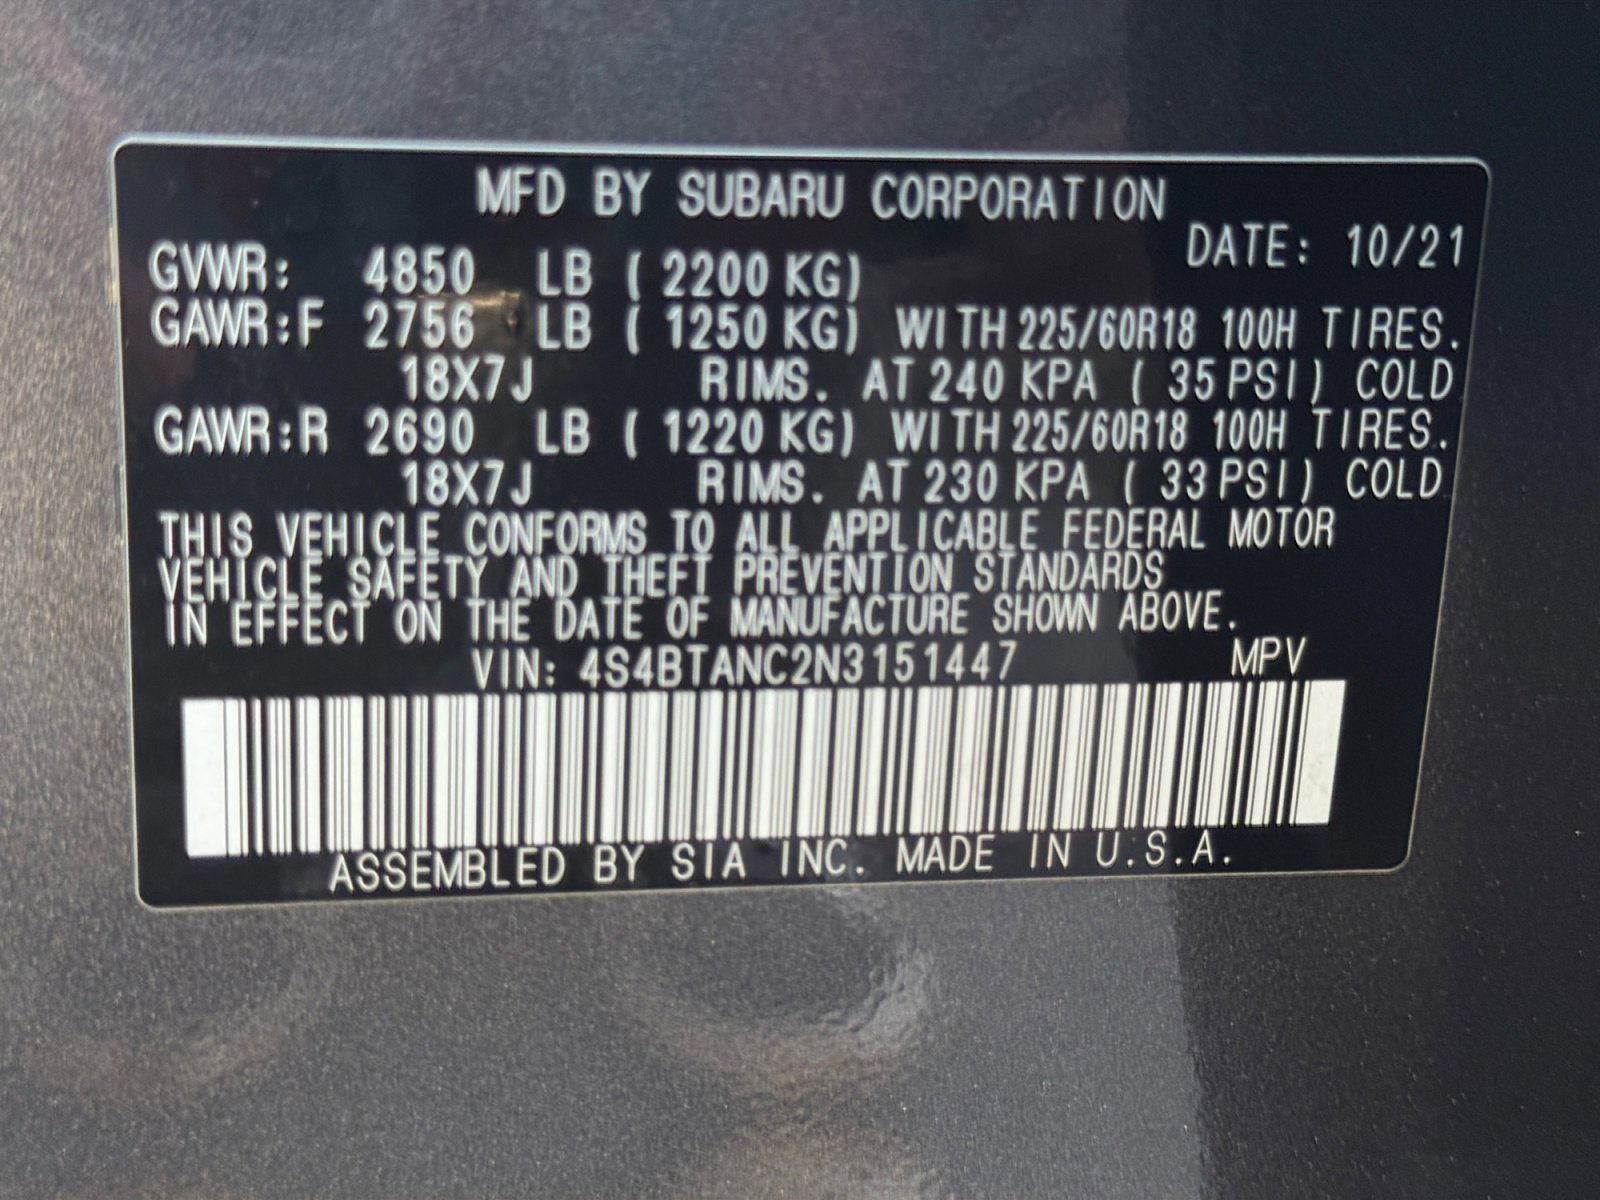 MFD BY SUBARU CORPORATION
DATE: 10/21
GVWR: 4850 LB ( 2200 KG)
GAWR:F 2756 LB ( 1250 KG) WITH 225/60R18 100H TIRES.
18X7J RIMS. AT 240 KPA ( 35 PSI) COLD
GAWR:R 2690 LB ( 1220 KG) WITH 225/60R18 100H TIRES.
18X7J RIMS. AT 230 KPA ( 33 PSI) COLD
THIS VEHICLE CONFORMS TO ALL APPLICABLE FEDERAL MOTOR
VEHICLE SAFETY AND THEFT PREVENTION STANDARDS
IN EFFECT ON THE DATE OF MANUFACTURE SHOWN ABOVE.
VIN: 4S4BTANC2N3151447 MPV
ASSEMBLED BY SIA INC. MADE IN U.S.A.